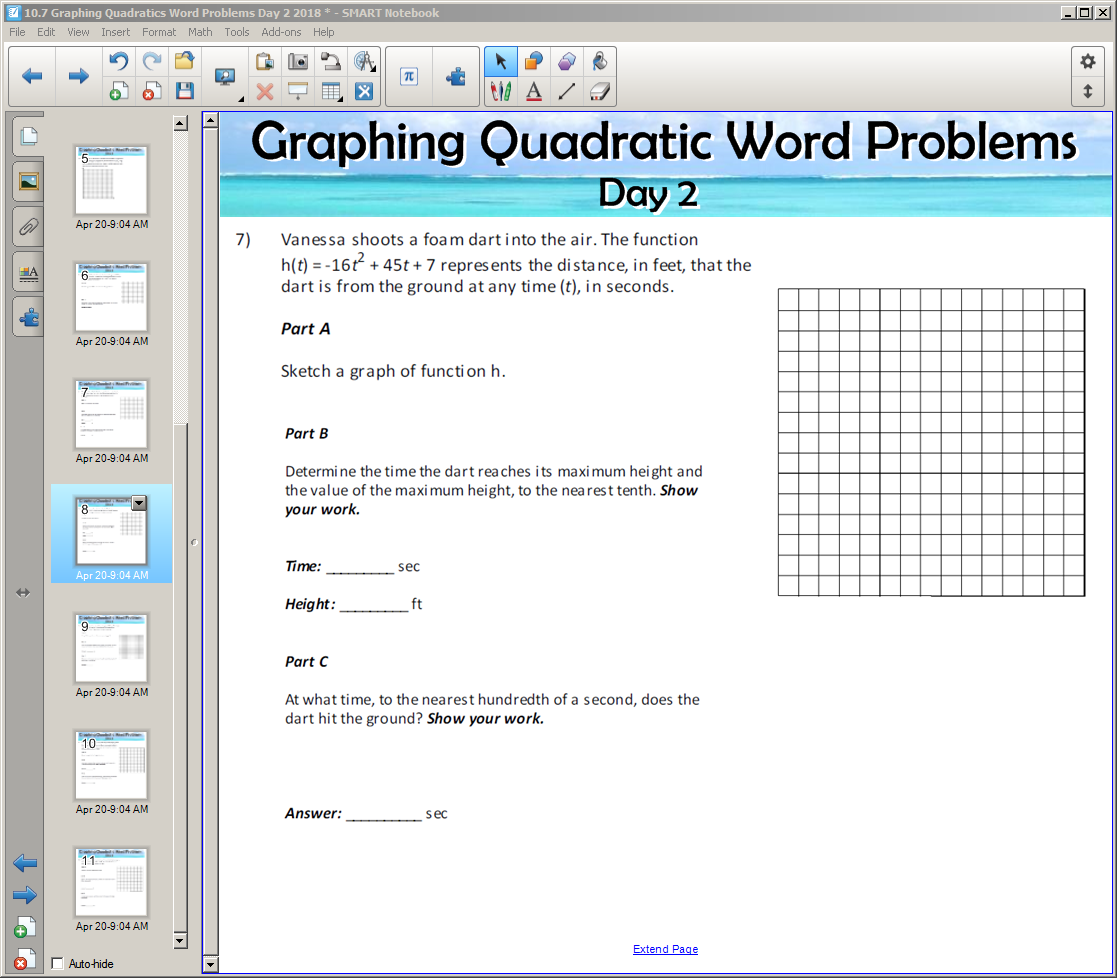 10.7 Graphing Quadratics Word Problems Day 2 2018 * - SMART Notebook
File Edit View Insert Format Math Tools Add-ons Help
Graphing Quadratic Word Problems
Day 2
5
Apr 20-9:04 AM
6
Apr 20-9:04 AM
7
Apr 20-9:04 AM
8
Apr 20-9:04 AM
9
Apr 20-9:04 AM
10
Apr 20-9:04 AM
11
Apr 20-9:04 AM
Auto-hide
7) Vanessa shoots a foam dart into the air. The function
h(t) = -16t² + 45t + 7 represents the distance, in feet, that the
dart is from the ground at any time (t), in seconds.
Part A
Sketch a graph of function h.
Part B
Determine the time the dart reaches its maximum height and
the value of the maximum height, to the nearest tenth. Show
your work.
Time: _________ sec
Height: _________ ft
Part C
At what time, to the nearest hundredth of a second, does the
dart hit the ground? Show your work.
Answer: __________ sec
Extend Page